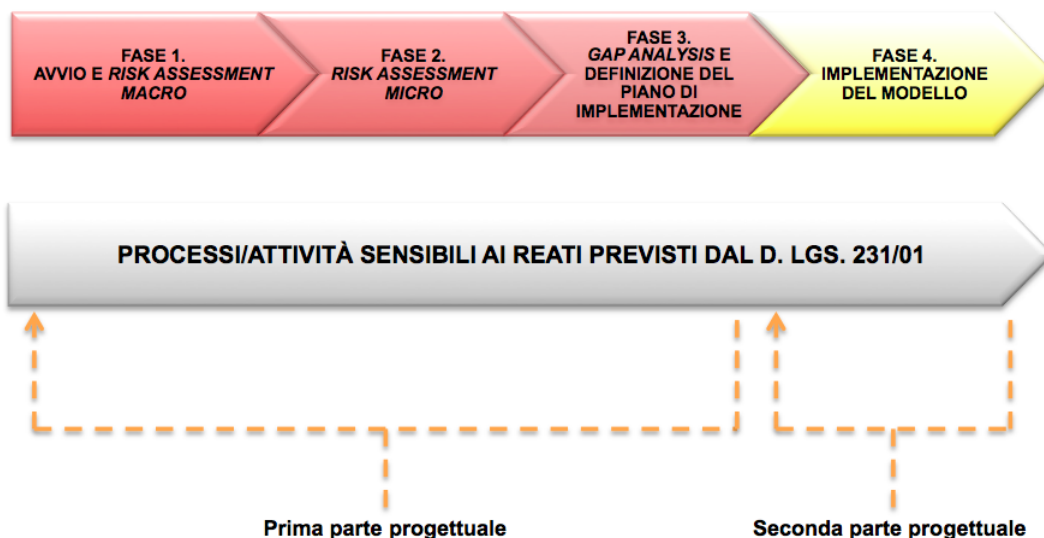 FASE 1.
AVVIO E RISK ASSESSMENT
MACRO
FASE 2.
RISK ASSESSMENT
MICRO
FASE 3.
GAP ANALYSIS E
DEFINIZIONE DEL
PIANO DI
IMPLEMENTAZIONE
FASE 4.
IMPLEMENTAZIONE
DEL MODELLO
PROCESSI/ATTIVITÀ SENSIBILI AI REATI PREVISTI DAL D. LGS. 231/01
Prima parte progettuale
Seconda parte progettuale